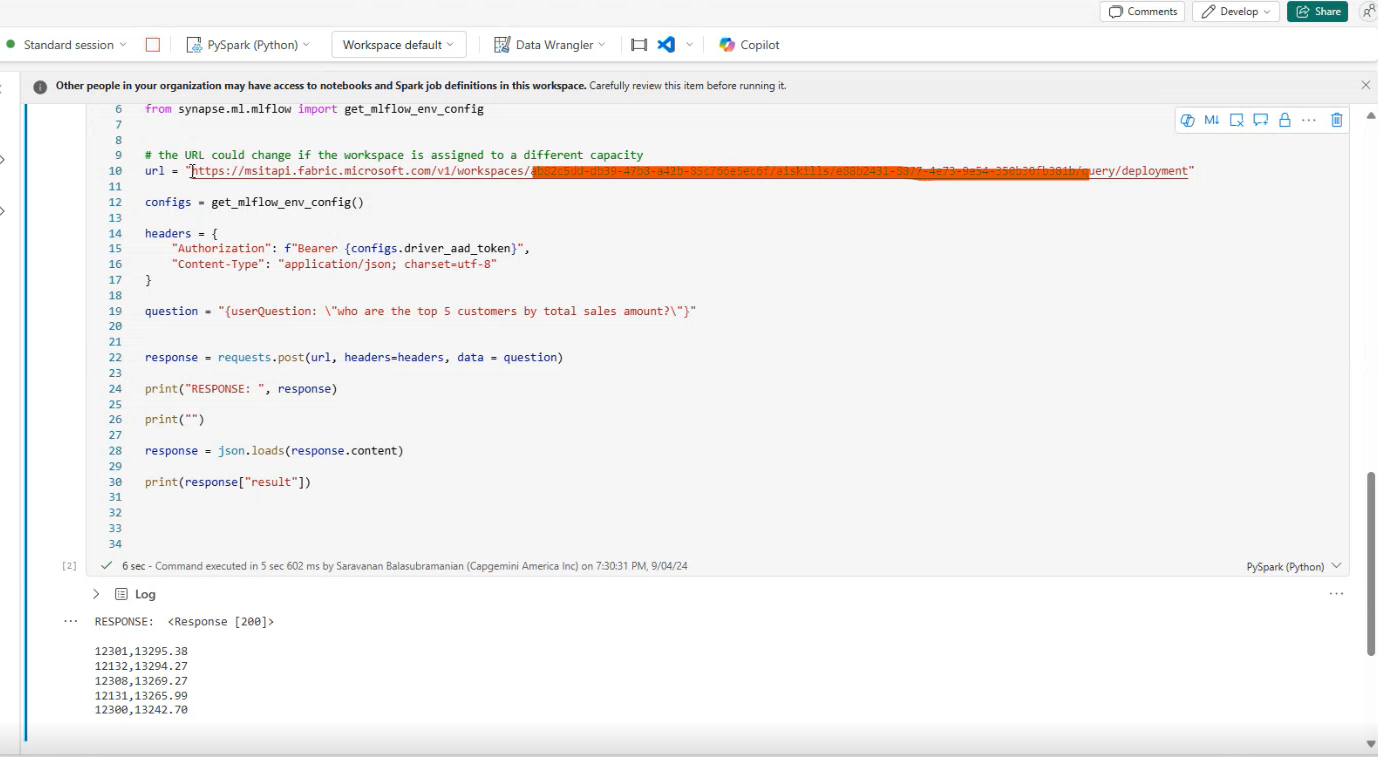 Comments Develop Share
Standard session PySpark (Python) Workspace default Data Wrangler Copilot
Other people in your organization may have access to notebooks and Spark job definitions in this workspace. Carefully review this item before running it.
6 from synapse.ml.mlflow import get_mlflow_env_config
7
8
9 # the URL could change if the workspace is assigned to a different capacity
10 url = "https://msitapi.fabric.microsoft.com/v1/workspaces/ uery/deployment"
11
12 configs = get_mlflow_env_config()
13
14 headers = {
15 "Authorization": f"Bearer {configs.driver_aad_token}",
16 "Content-Type": "application/json; charset=utf-8"
17 }
18
19 question = "{userQuestion: \"who are the top 5 customers by total sales amount?\"}"
20
21
22 response = requests.post(url, headers=headers, data = question)
23
24 print("RESPONSE: ", response)
25
26 print("")
27
28 response = json.loads(response.content)
29
30 print(response["result"])
31
32
33
34
[2] 6 sec - Command executed in 5 sec 602 ms by Saravanan Balasubramanian (Capgemini America Inc) on 7:30:31 PM, 9/04/24 PySpark (Python)
Log
RESPONSE: <Response [200]>
12301,13295.38
12132,13294.27
12308,13269.27
12131,13265.99
12300,13242.70